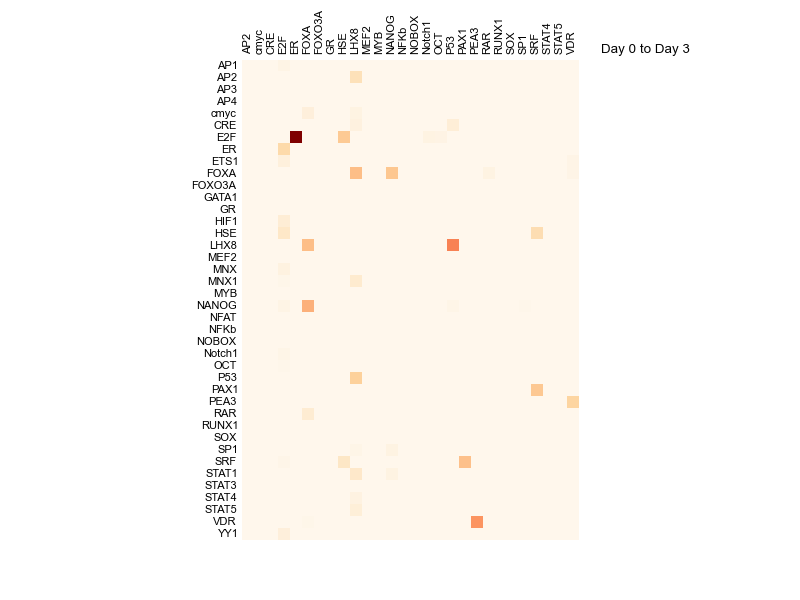 AP2
cmyc
CRE
E2F
ER
FOXA
FOXO3A
GR
HSE
LHX8
MEF2
MYB
NANOG
NFKb
NOBOX
Notch1
OCT
P53
PAX1
PEA3
RAR
RUNX1
SOX
SP1
SRF
STAT4
STAT5
VDR
Day 0 to Day 3
AP1
AP2
AP3
AP4
cmyc
CRE
E2F
ER
ETS1
FOXA
FOXO3A
GATA1
GR
HIF1
HSE
LHX8
MEF2
MNX
MNX1
MYB
NANOG
NFAT
NFKb
NOBOX
Notch1
OCT
P53
PAX1
PEA3
RAR
RUNX1
SOX
SP1
SRF
STAT1
STAT3
STAT4
STAT5
VDR
YY1